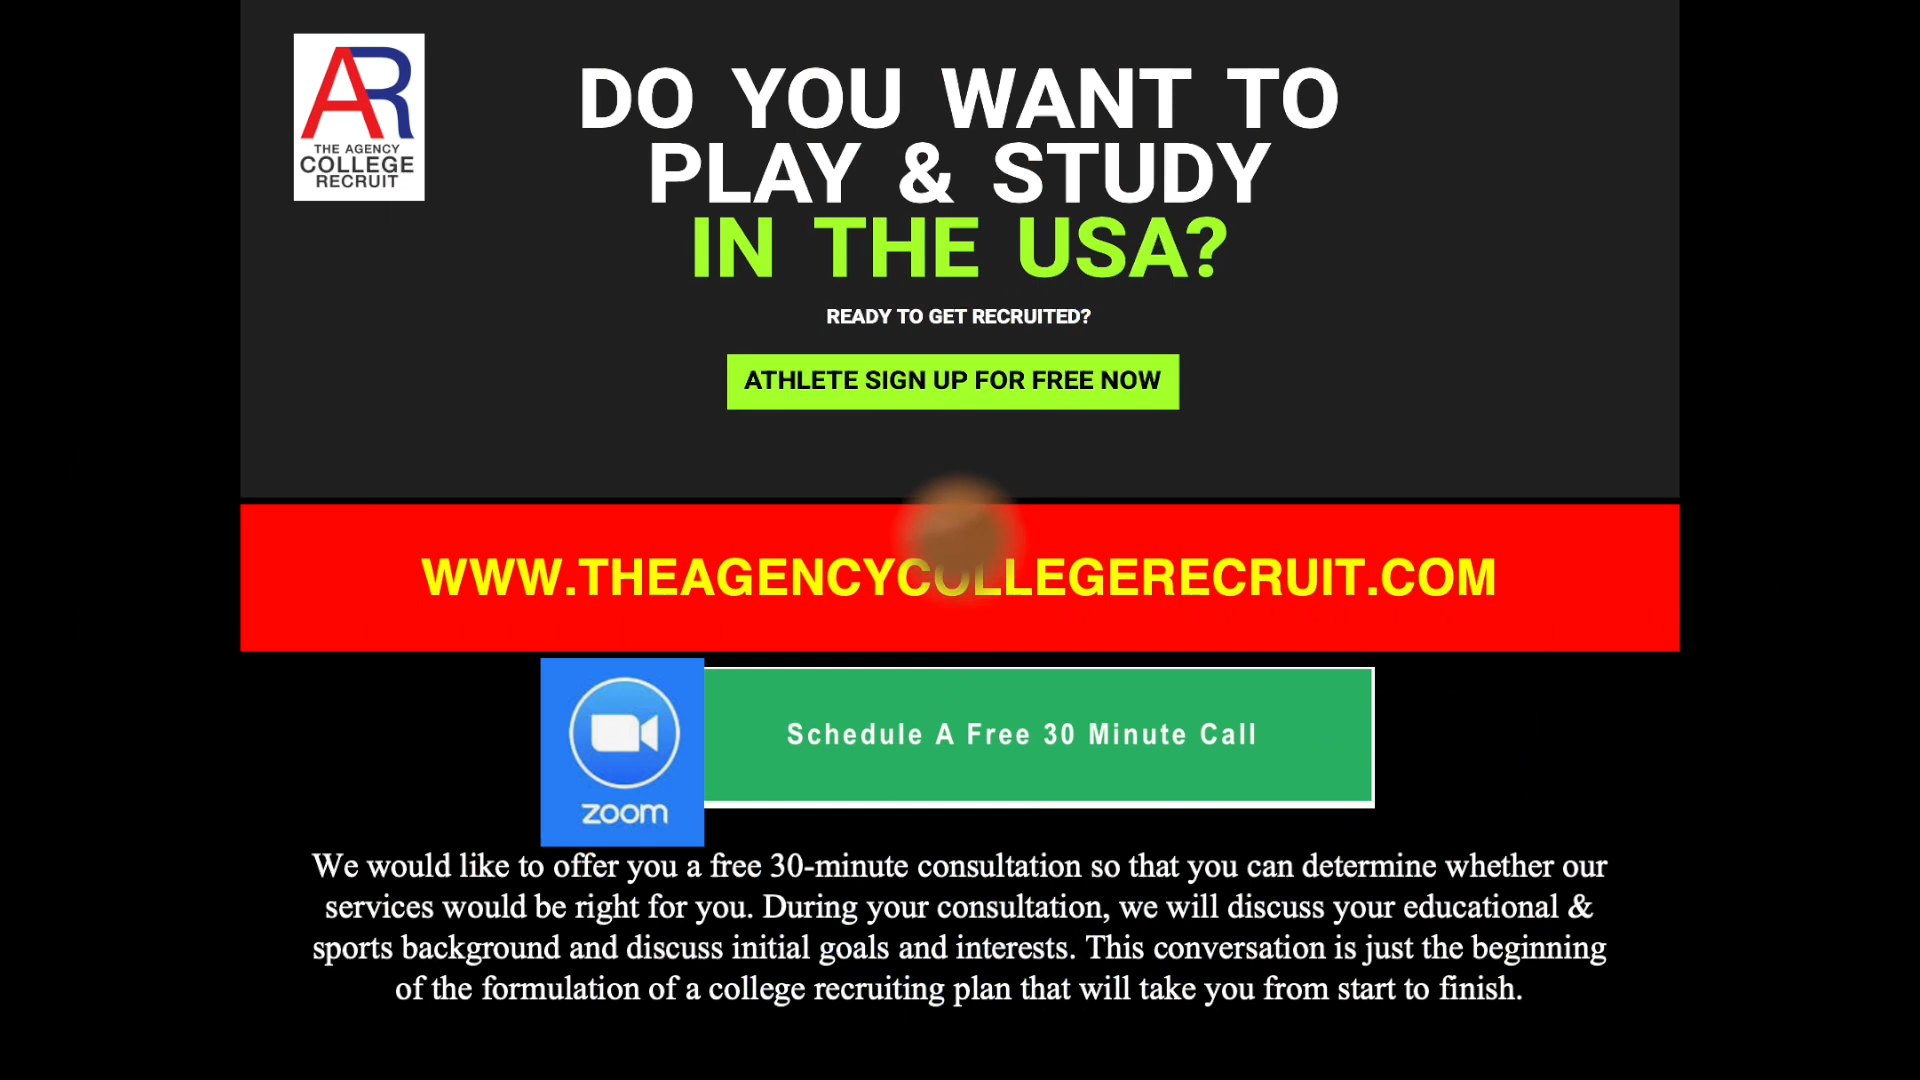 AR
THE AGENCY
COLLEGE
RECRUIT
DO YOU WANT TO
PLAY & STUDY
IN THE USA?
READY TO GET RECRUITED?
ATHLETE SIGN UP FOR FREE NOW
WWW.THEAGENCYCOLLEGERECRUIT.COM
zoom
Schedule A Free 30 Minute Call
We would like to offer you a free 30-minute consultation so that you can determine whether our
services would be right for you. During your consultation, we will discuss your educational &
sports background and discuss initial goals and interests. This conversation is just the beginning
of the formulation of a college recruiting plan that will take you from start to finish.